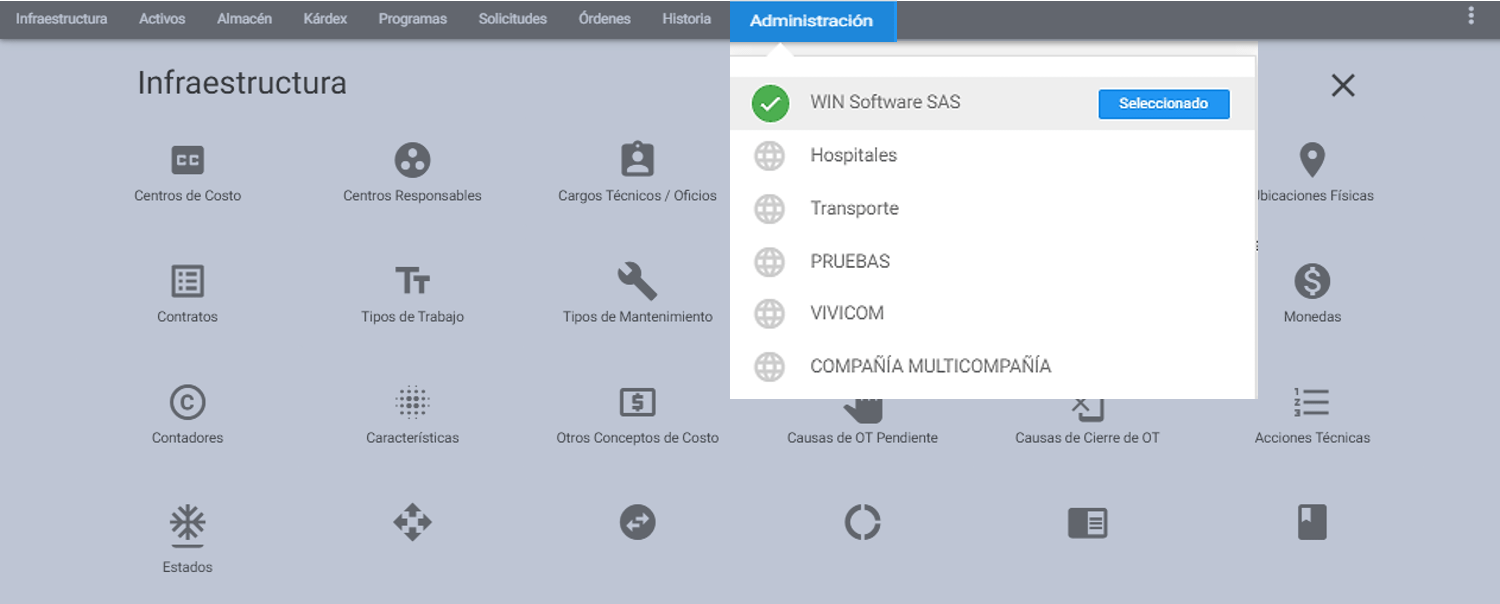 Infraestructura Activos Almacén Kárdex Programas Solicitudes Órdenes Historia Administración
Infraestructura
WIN Software SAS Seleccionado
Hospitales
Transporte
PRUEBAS
VIVICOM
COMPAÑÍA MULTICOMPAÑÍA
CC
Centros de Costo Centros Responsables Cargos Técnicos / Oficios bicaciones Físicas
Contratos Tipos de Trabajo Tipos de Mantenimiento Monedas
Contadores Características Otros Conceptos de Costo Causas de OT Pendiente Causas de Cierre de OT Acciones Técnicas
Estados